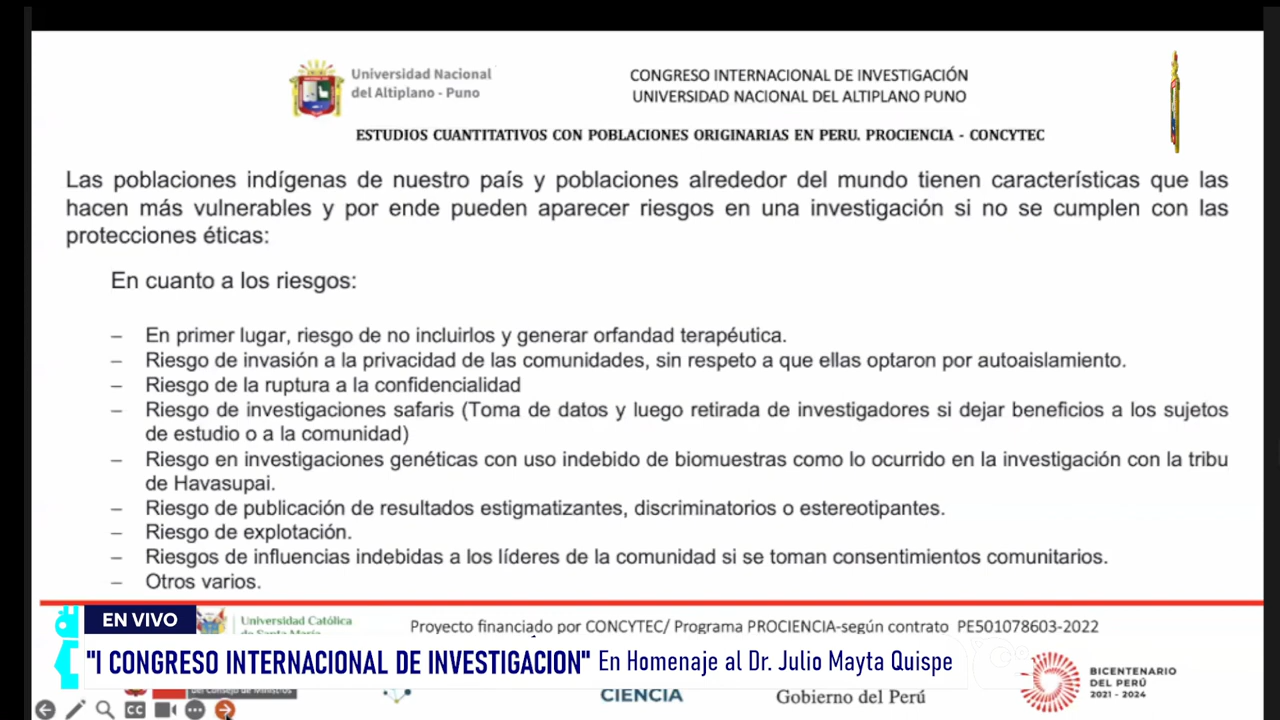 Universidad Nacional
del Altiplano - Puno
CONGRESO INTERNACIONAL DE INVESTIGACIÓN
UNIVERSIDAD NACIONAL DEL ALTIPLANO PUNO
ESTUDIOS CUANTITATIVOS CON POBLACIONES ORIGINARIAS EN PERU. PROCIENCIA - CONCYTEC
Las poblaciones indígenas de nuestro país y poblaciones alrededor del mundo tienen características que las
hacen más vulnerables y por ende pueden aparecer riesgos en una investigación si no se cumplen con las
protecciones éticas:
En cuanto a los riesgos:
– En primer lugar, riesgo de no incluirlos y generar orfandad terapéutica.
– Riesgo de invasión a la privacidad de las comunidades, sin respeto a que ellas optaron por autoaislamiento.
– Riesgo de la ruptura a la confidencialidad
– Riesgo de investigaciones safaris (Toma de datos y luego retirada de investigadores si dejar beneficios a los sujetos
de estudio o a la comunidad)
– Riesgo en investigaciones genéticas con uso indebido de biomuestras como lo ocurrido en la investigación con la tribu
de Havasupai.
– Riesgo de publicación de resultados estigmatizantes, discriminatorios o estereotipantes.
– Riesgo de explotación.
– Riesgos de influencias indebidas a los líderes de la comunidad si se toman consentimientos comunitarios.
– Otros varios.
EN VIVO
Universidad Católica
de Santa María
Proyecto financiado por CONCYTEC/ Programa PROCIENCIA-según contrato PE501078603-2022
"I CONGRESO INTERNACIONAL DE INVESTIGACION" En Homenaje al Dr. Julio Mayta Quispe
del Consejo de Ministros
CIENCIA
Gobierno del Perú
BICENTENARIO
DEL PERÚ
2021 - 2024
CC